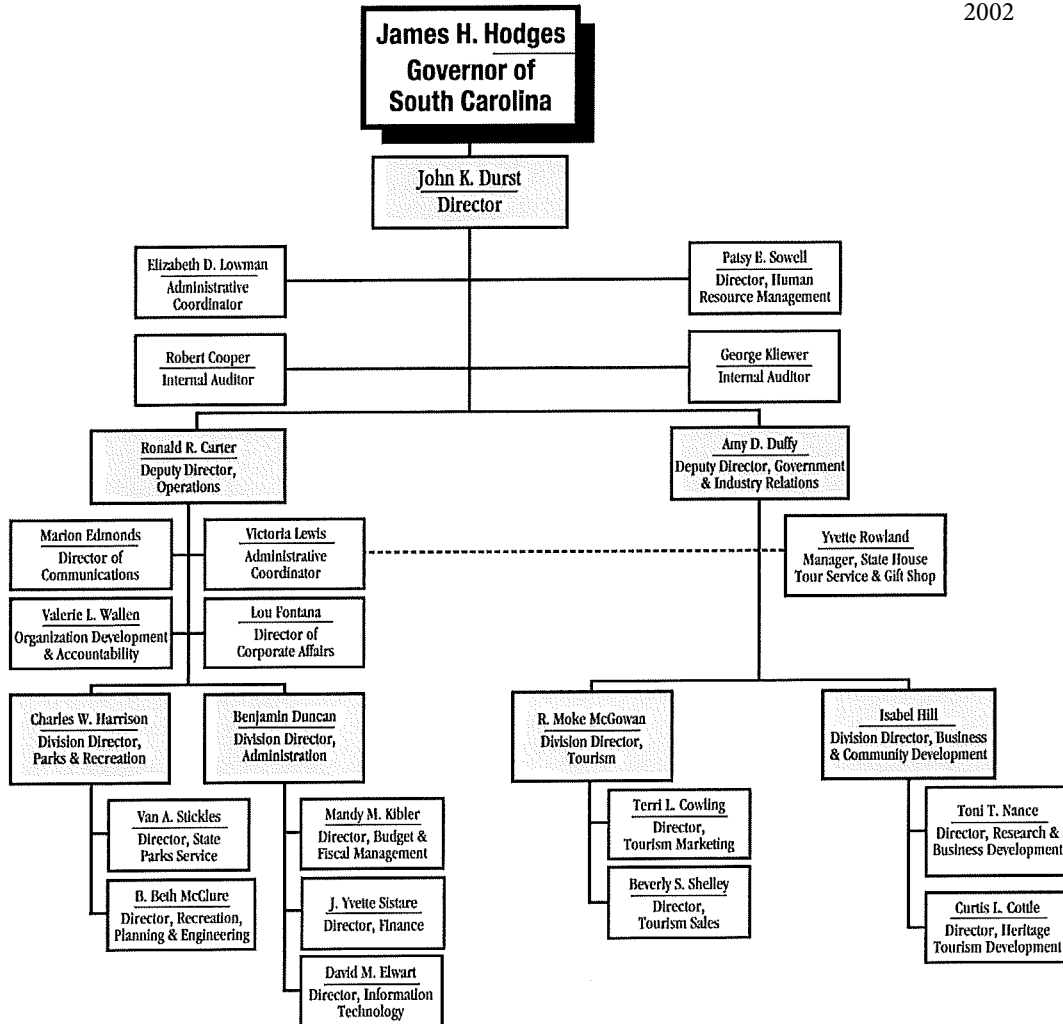 2002
James H. Hodges
Governor of
South Carolina
John K. Durst
Director
Elizabeth D. Lowman
Administrative
Coordinator
Patsy E. Sowell
Director, Human
Resource Management
Robert Cooper
Internal Auditor
George Kliewer
Internal Auditor
Ronald R. Carter
Deputy Director,
Operations
Amy D. Duffy
Deputy Director, Government
& Industry Relations
Marion Edmonds
Director of
Communications
Victoria Lewis
Administrative
Coordinator
Yvette Rowland
Manager, State House
Tour Service & Gift Shop
Valerie L. Wallen
Organization Development
& Accountability
Lou Fontana
Director of
Corporate Affairs
Charles W. Harrison
Division Director,
Parks & Recreation
Benjamin Duncan
Division Director,
Administration
R. Moke McGowan
Division Director,
Tourism
Isabel Hill
Division Director, Business
& Community Development
Van A. Stickles
Director, State
Parks Service
B. Beth McClure
Director, Recreation,
Planning & Engineering
Mandy M. Kibler
Director, Budget &
Fiscal Management
J. Yvette Sistare
Director, Finance
David M. Elwart
Director, Information
Technology
Terri L. Cowling
Director,
Tourism Marketing
Beverly S. Shelley
Director,
Tourism Sales
Toni T. Nance
Director, Research &
Business Development
Curtis L. Cottle
Director, Heritage
Tourism Development